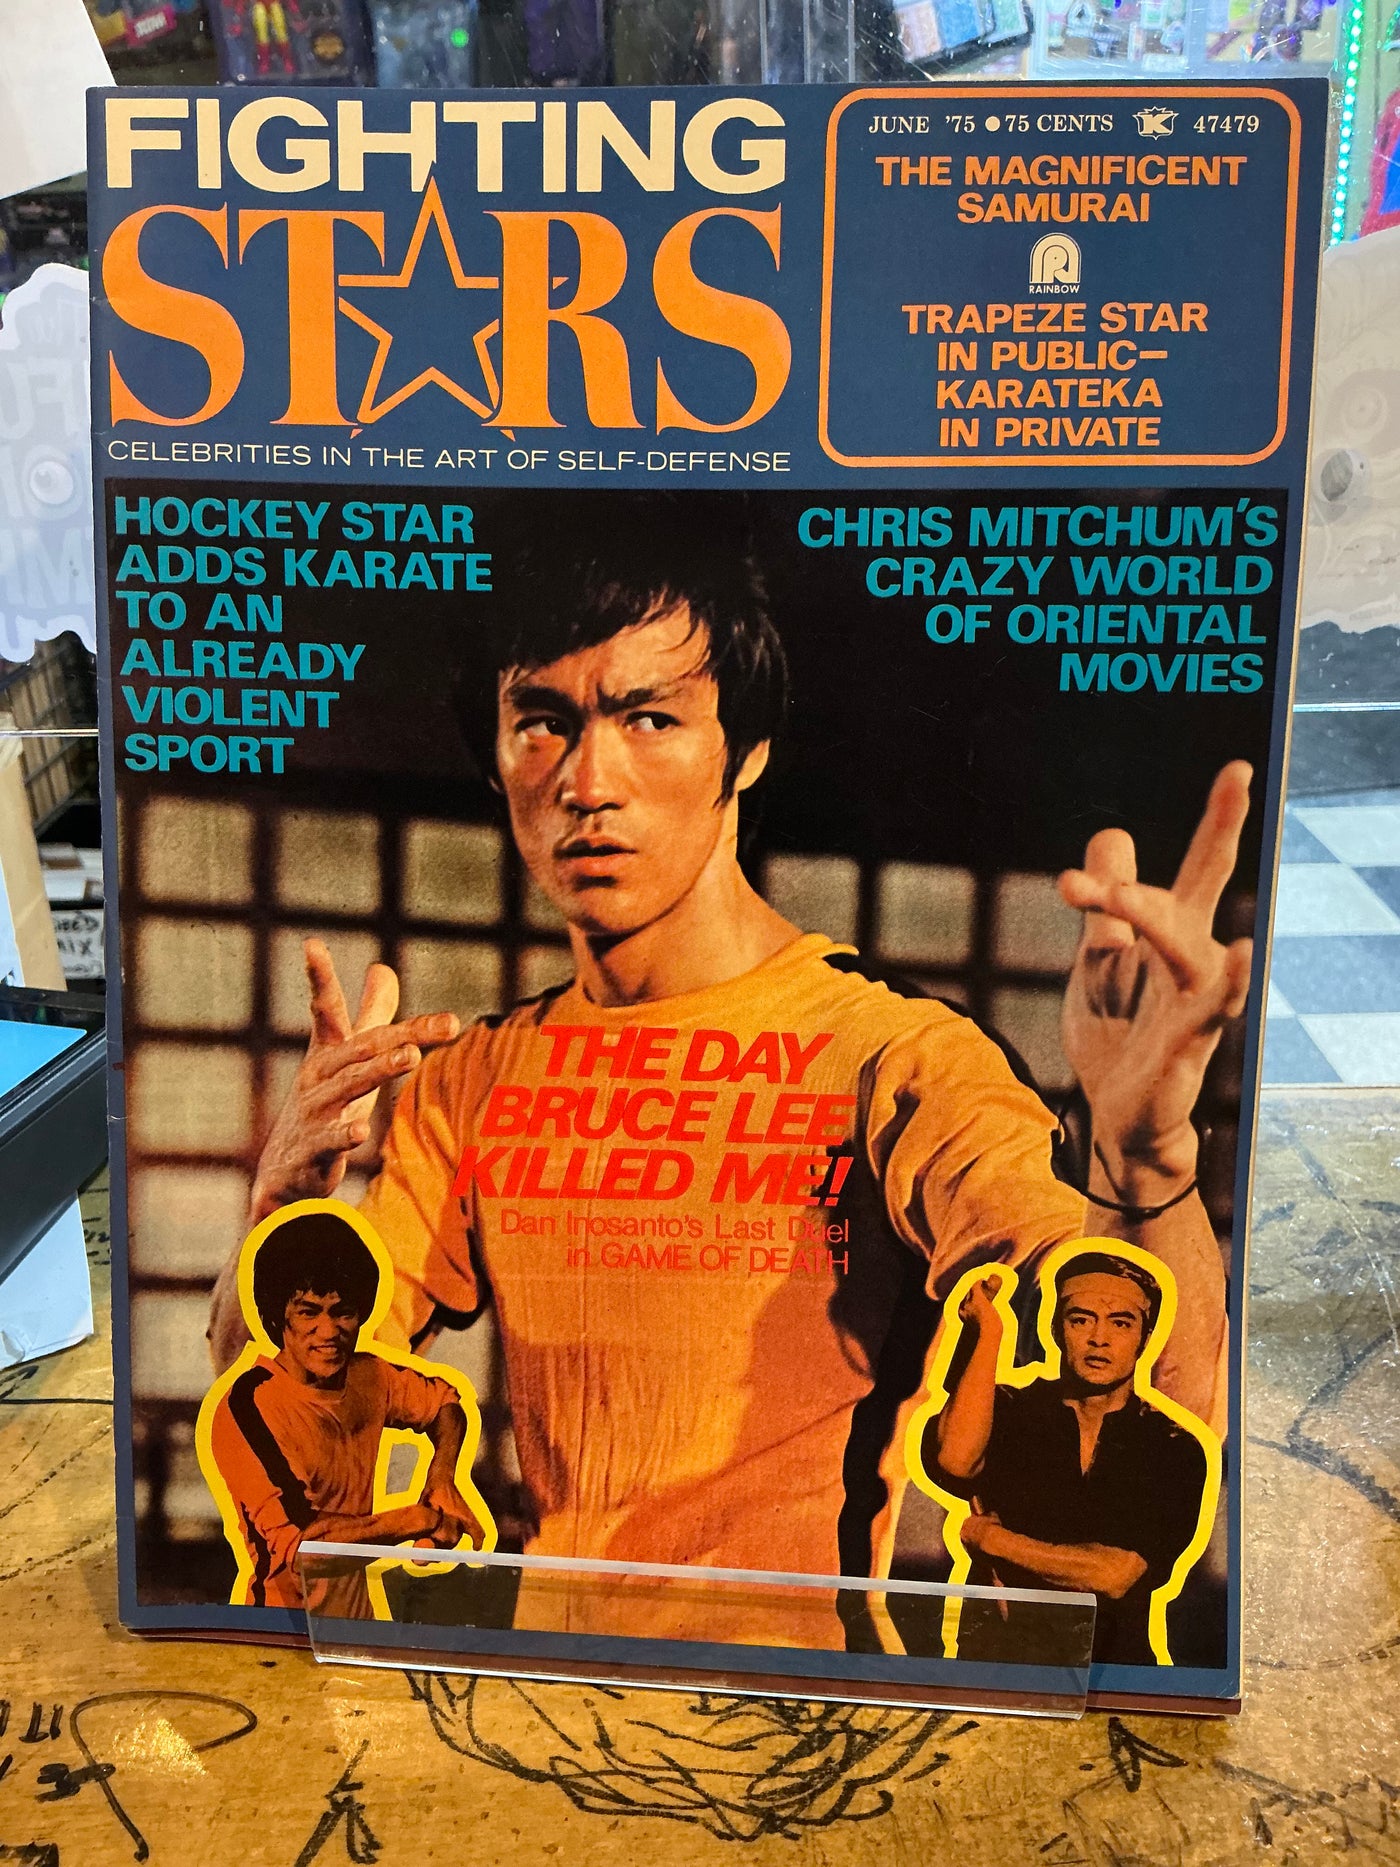 FIGHTING
STARS
CELEBRITIES IN THE ART OF SELF-DEFENSE
JUNE '75 ● 75 CENTS K 47479
THE MAGNIFICENT
SAMURAI
R
RAINBOW
TRAPEZE STAR
IN PUBLIC–
KARATEKA
IN PRIVATE
HOCKEY STAR
ADDS KARATE
TO AN
ALREADY
VIOLENT
SPORT
CHRIS MITCHUM'S
CRAZY WORLD
OF ORIENTAL
MOVIES
THE DAY
BRUCE LEE
KILLED ME!
Dan Inosanto's Last Duel
in GAME OF DEATH